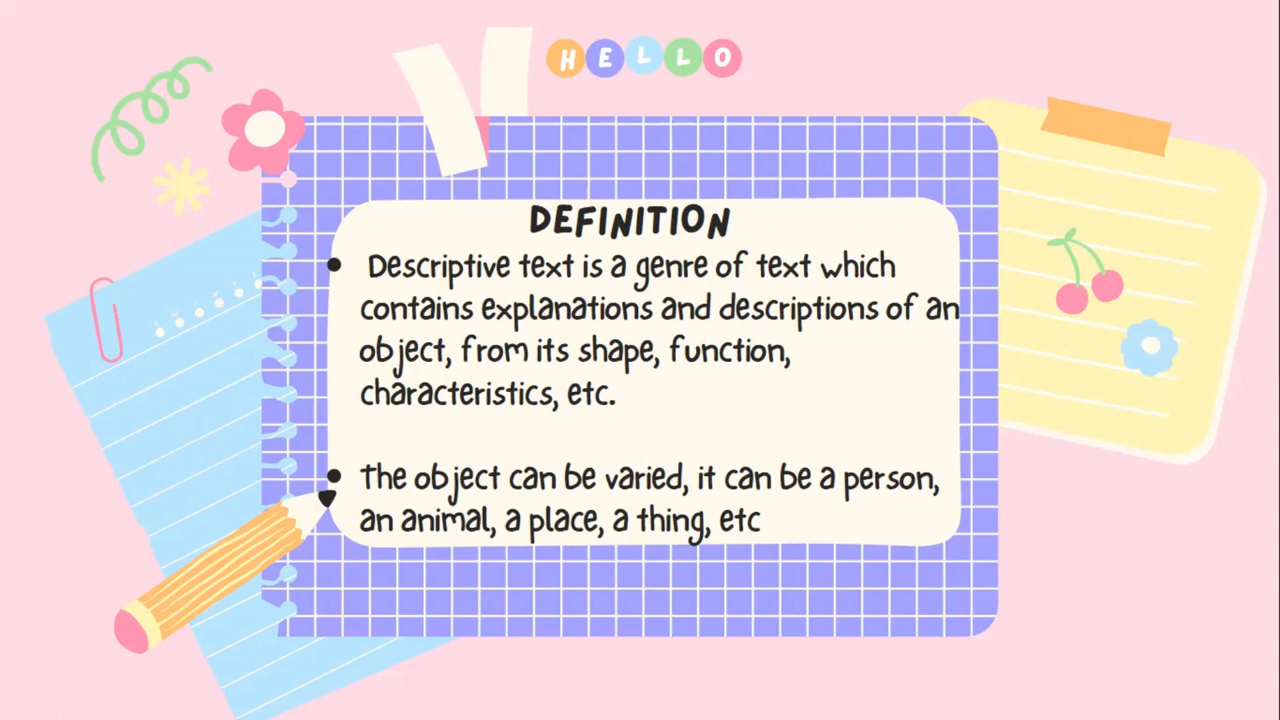 HELLO
DEFINITION
• Descriptive text is a genre of text which
contains explanations and descriptions of an
object, from its shape, function,
characteristics, etc.
• The object can be varied, it can be a person,
an animal, a place, a thing, etc